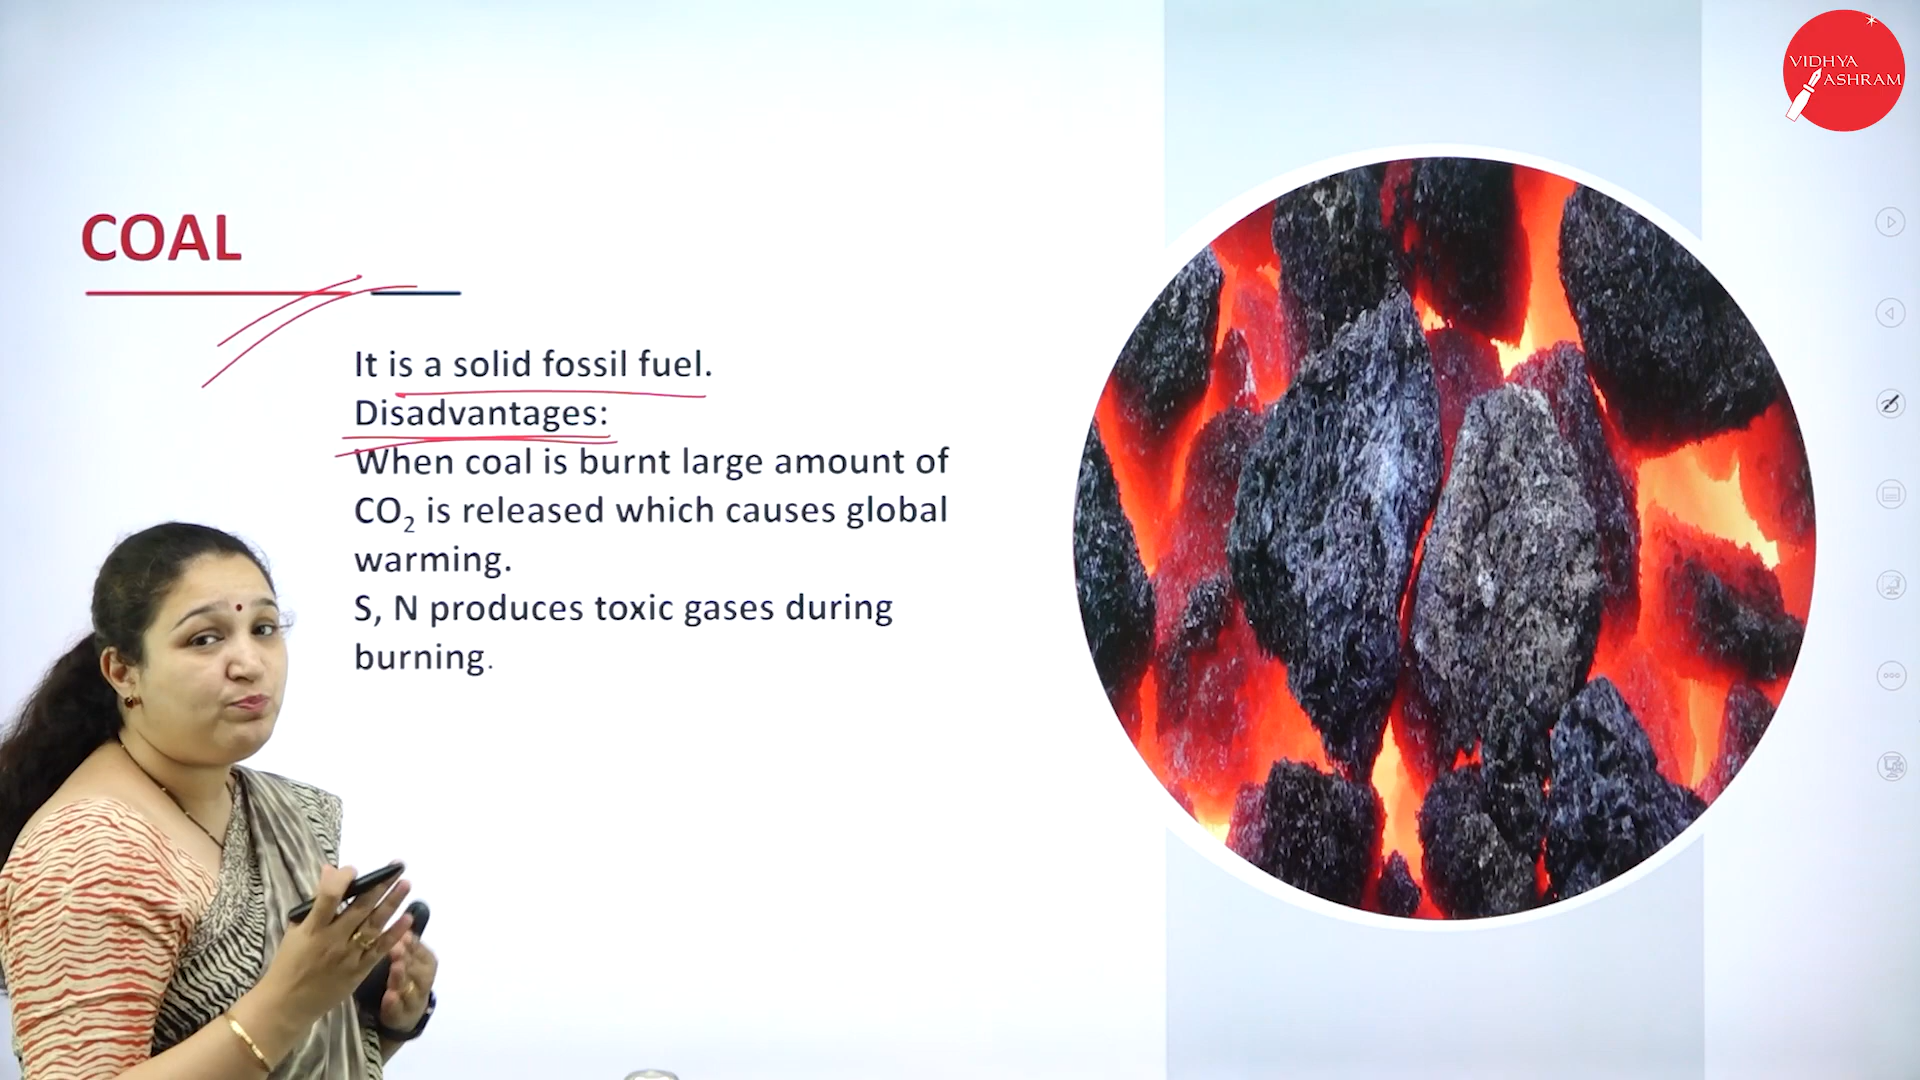 VIDHYA
ASHRAM
COAL
It is a solid fossil fuel.
Disadvantages:
When coal is burnt large amount of
CO₂ is released which causes global
warming.
S, N produces toxic gases during
burning.